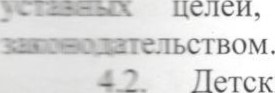 уставных целей,
законодательством.
4.2. Детск